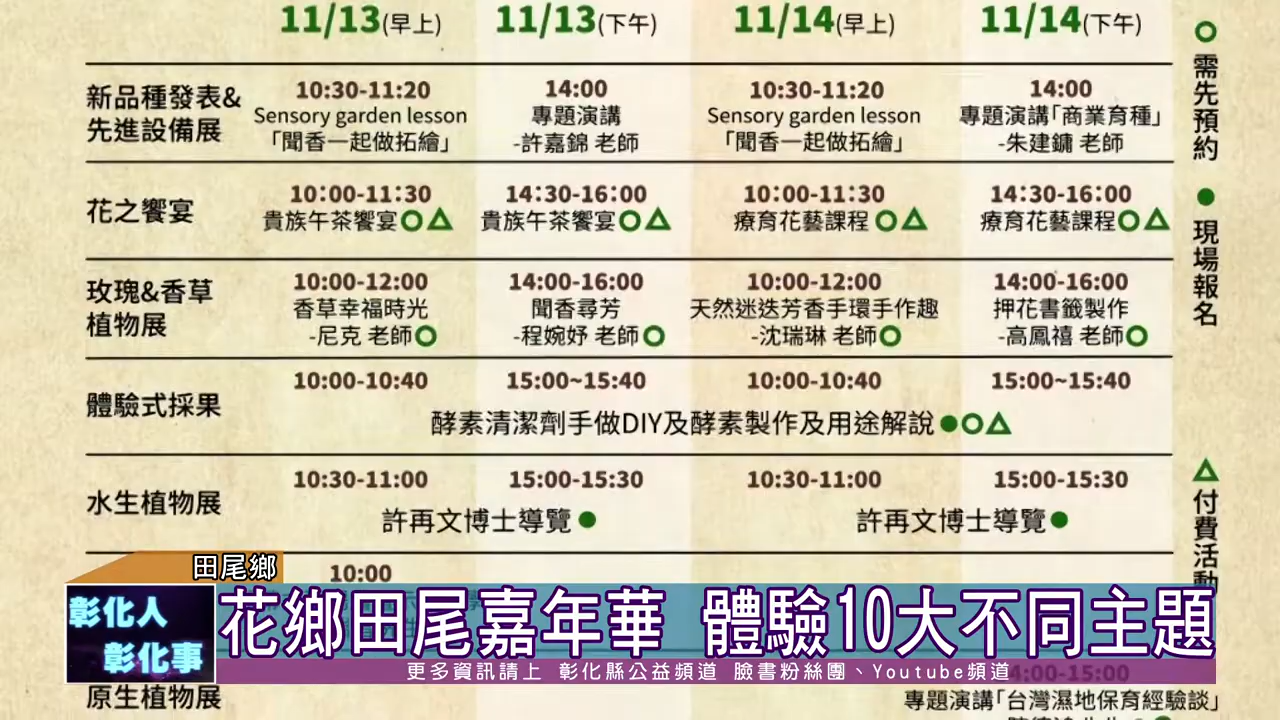 11/13(早上) 11/13(下午) 11/14(早上) 11/14(下午)
需先預約
現場報名
付費活動
新品種發表&
先進設備展
10:30-11:20
Sensory garden lesson
「聞香一起做拓繪」
14:00
專題演講
-許嘉錦 老師
10:30-11:20
Sensory garden lesson
「聞香一起做拓繪」
14:00
專題演講「商業育種」
-朱建鏞 老師
花之饗宴
10:00-11:30
貴族午茶饗宴
14:30-16:00
貴族午茶饗宴
10:00-11:30
療育花藝課程
14:30-16:00
療育花藝課程
玫瑰&香草
植物展
10:00-12:00
香草幸福時光
-尼克 老師
14:00-16:00
聞香尋芳
-程婉妤 老師
10:00-12:00
天然迷迭芳香手環手作趣
-沈瑞琳 老師
14:00-16:00
押花書籤製作
-高鳳禧 老師
體驗式採果
10:00-10:40 15:00~15:40 10:00-10:40 15:00~15:40
酵素清潔劑手做DIY及酵素製作及用途解說
水生植物展
10:30-11:00 15:00-15:30 10:30-11:00 15:00-15:30
許再文博士導覽 許再文博士導覽
10:00
田尾鄉
彰化人
彰化事
花鄉田尾嘉年華 體驗10大不同主題
更多資訊請上 彰化縣公益頻道 臉書粉絲團、Youtube頻道
原生植物展
14:00-15:00
專題演講「台灣濕地保育經驗談」